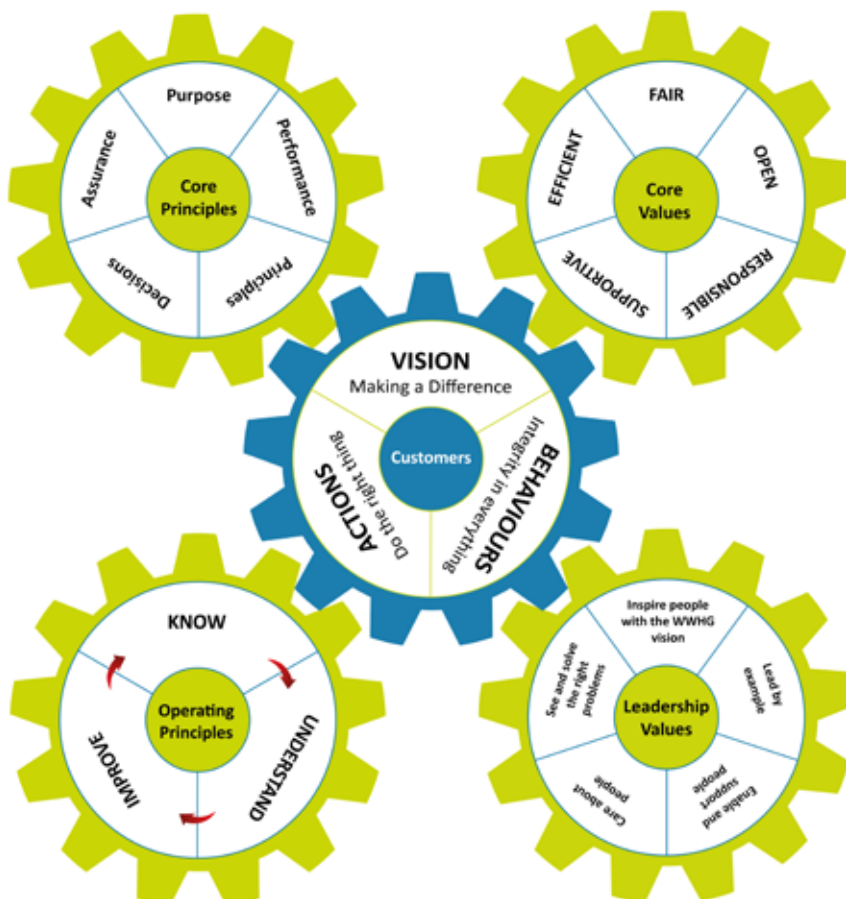 Purpose
Performance
Principles
Decisions
Assurance
Core
Principles
FAIR
OPEN
RESPONSIBLE
SUPPORTIVE
EFFICIENT
Core
Values
VISION
Making a Difference
BEHAVIOURS
Integrity in everything
ACTIONS
Do the right thing
Customers
KNOW
UNDERSTAND
IMPROVE
Operating
Principles
Inspire people
with the WWHG
vision
Lead by
example
Enable and
support
people
Care about
people
See and solve
the right
problems
Leadership
Values